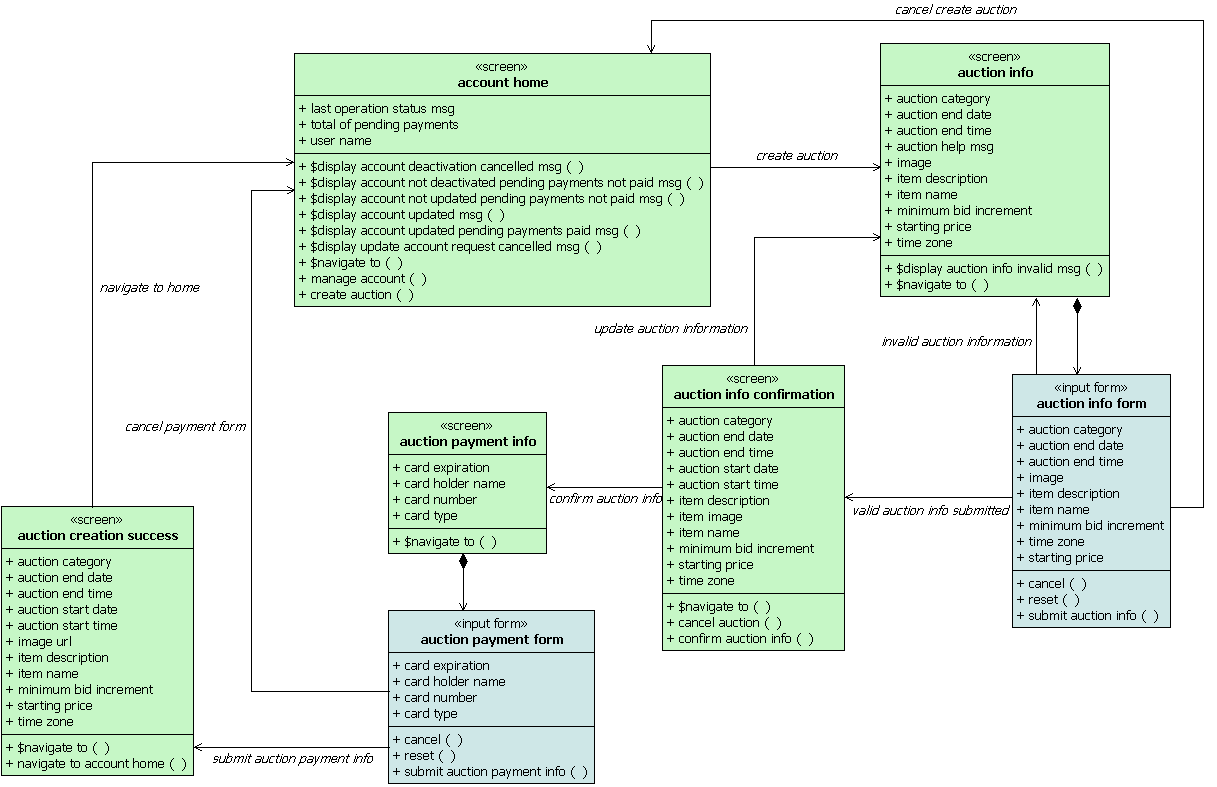 cancel create auction
«screen»
account home
+ last operation status msg
+ total of pending payments
+ user name
+ $display account deactivation cancelled msg ( )
+ $display account not deactivated pending payments not paid msg ( )
+ $display account not updated pending payments not paid msg ( )
+ $display account updated msg ( )
+ $display account updated pending payments paid msg ( )
+ $display update account request cancelled msg ( )
+ $navigate to ( )
+ manage account ( )
+ create auction ( )
create auction
«screen»
auction info
+ auction category
+ auction end date
+ auction end time
+ auction help msg
+ image
+ item description
+ item name
+ minimum bid increment
+ starting price
+ time zone
+ $display auction info invalid msg ( )
+ $navigate to ( )
navigate to home
update auction information
invalid auction information
cancel payment form
«screen»
auction payment info
+ card expiration
+ card holder name
+ card number
+ card type
+ $navigate to ( )
confirm auction info
«screen»
auction info confirmation
+ auction category
+ auction end date
+ auction end time
+ auction start date
+ auction start time
+ item description
+ item image
+ item name
+ minimum bid increment
+ starting price
+ time zone
+ $navigate to ( )
+ cancel auction ( )
+ confirm auction info ( )
valid auction info submitted
«input form»
auction info form
+ auction category
+ auction end date
+ auction end time
+ image
+ item description
+ item name
+ minimum bid increment
+ time zone
+ starting price
+ cancel ( )
+ reset ( )
+ submit auction info ( )
«screen»
auction creation success
+ auction category
+ auction end date
+ auction end time
+ auction start date
+ auction start time
+ image url
+ item description
+ item name
+ minimum bid increment
+ starting price
+ time zone
+ $navigate to ( )
+ navigate to account home ( )
submit auction payment info
«input form»
auction payment form
+ card expiration
+ card holder name
+ card number
+ card type
+ cancel ( )
+ reset ( )
+ submit auction payment info ( )